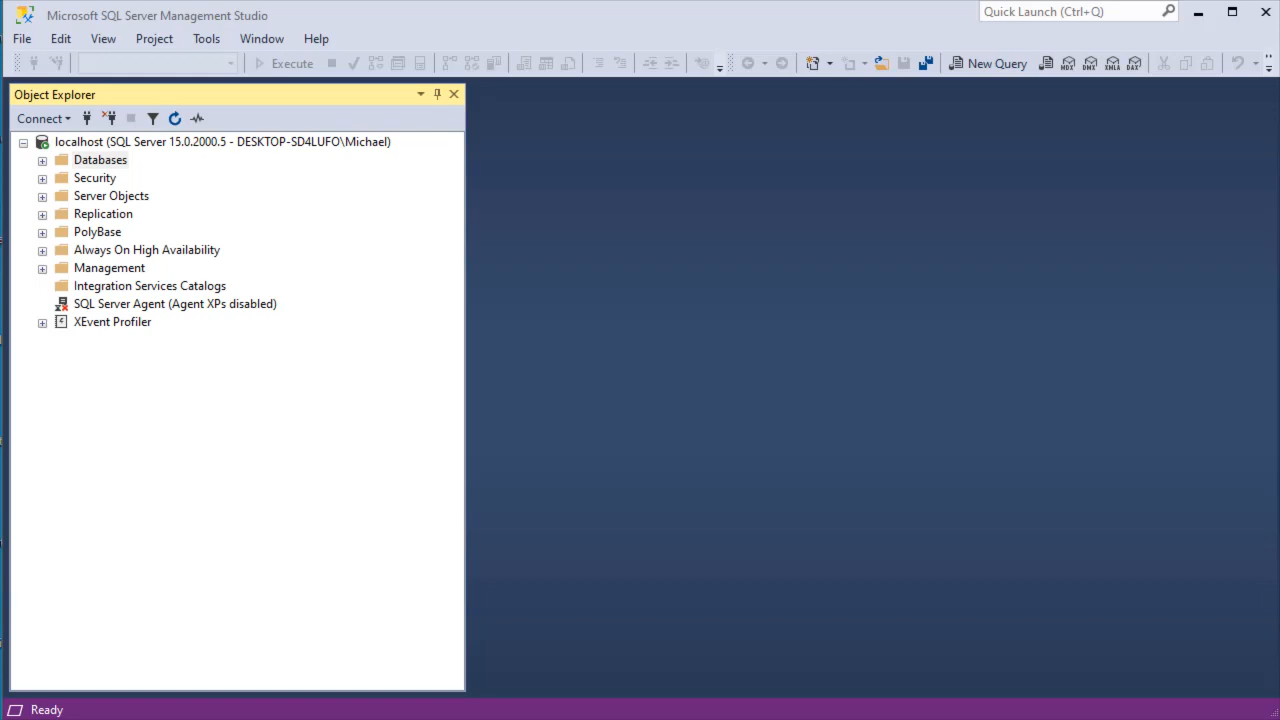 Microsoft SQL Server Management Studio
Quick Launch (Ctrl+Q)
File Edit View Project Tools Window Help
Execute New Query MDX DMX XMLA DAX
Object Explorer
Connect
localhost (SQL Server 15.0.2000.5 - DESKTOP-SD4LUFO\Michael)
Databases
Security
Server Objects
Replication
PolyBase
Always On High Availability
Management
Integration Services Catalogs
SQL Server Agent (Agent XPs disabled)
XEvent Profiler
Ready